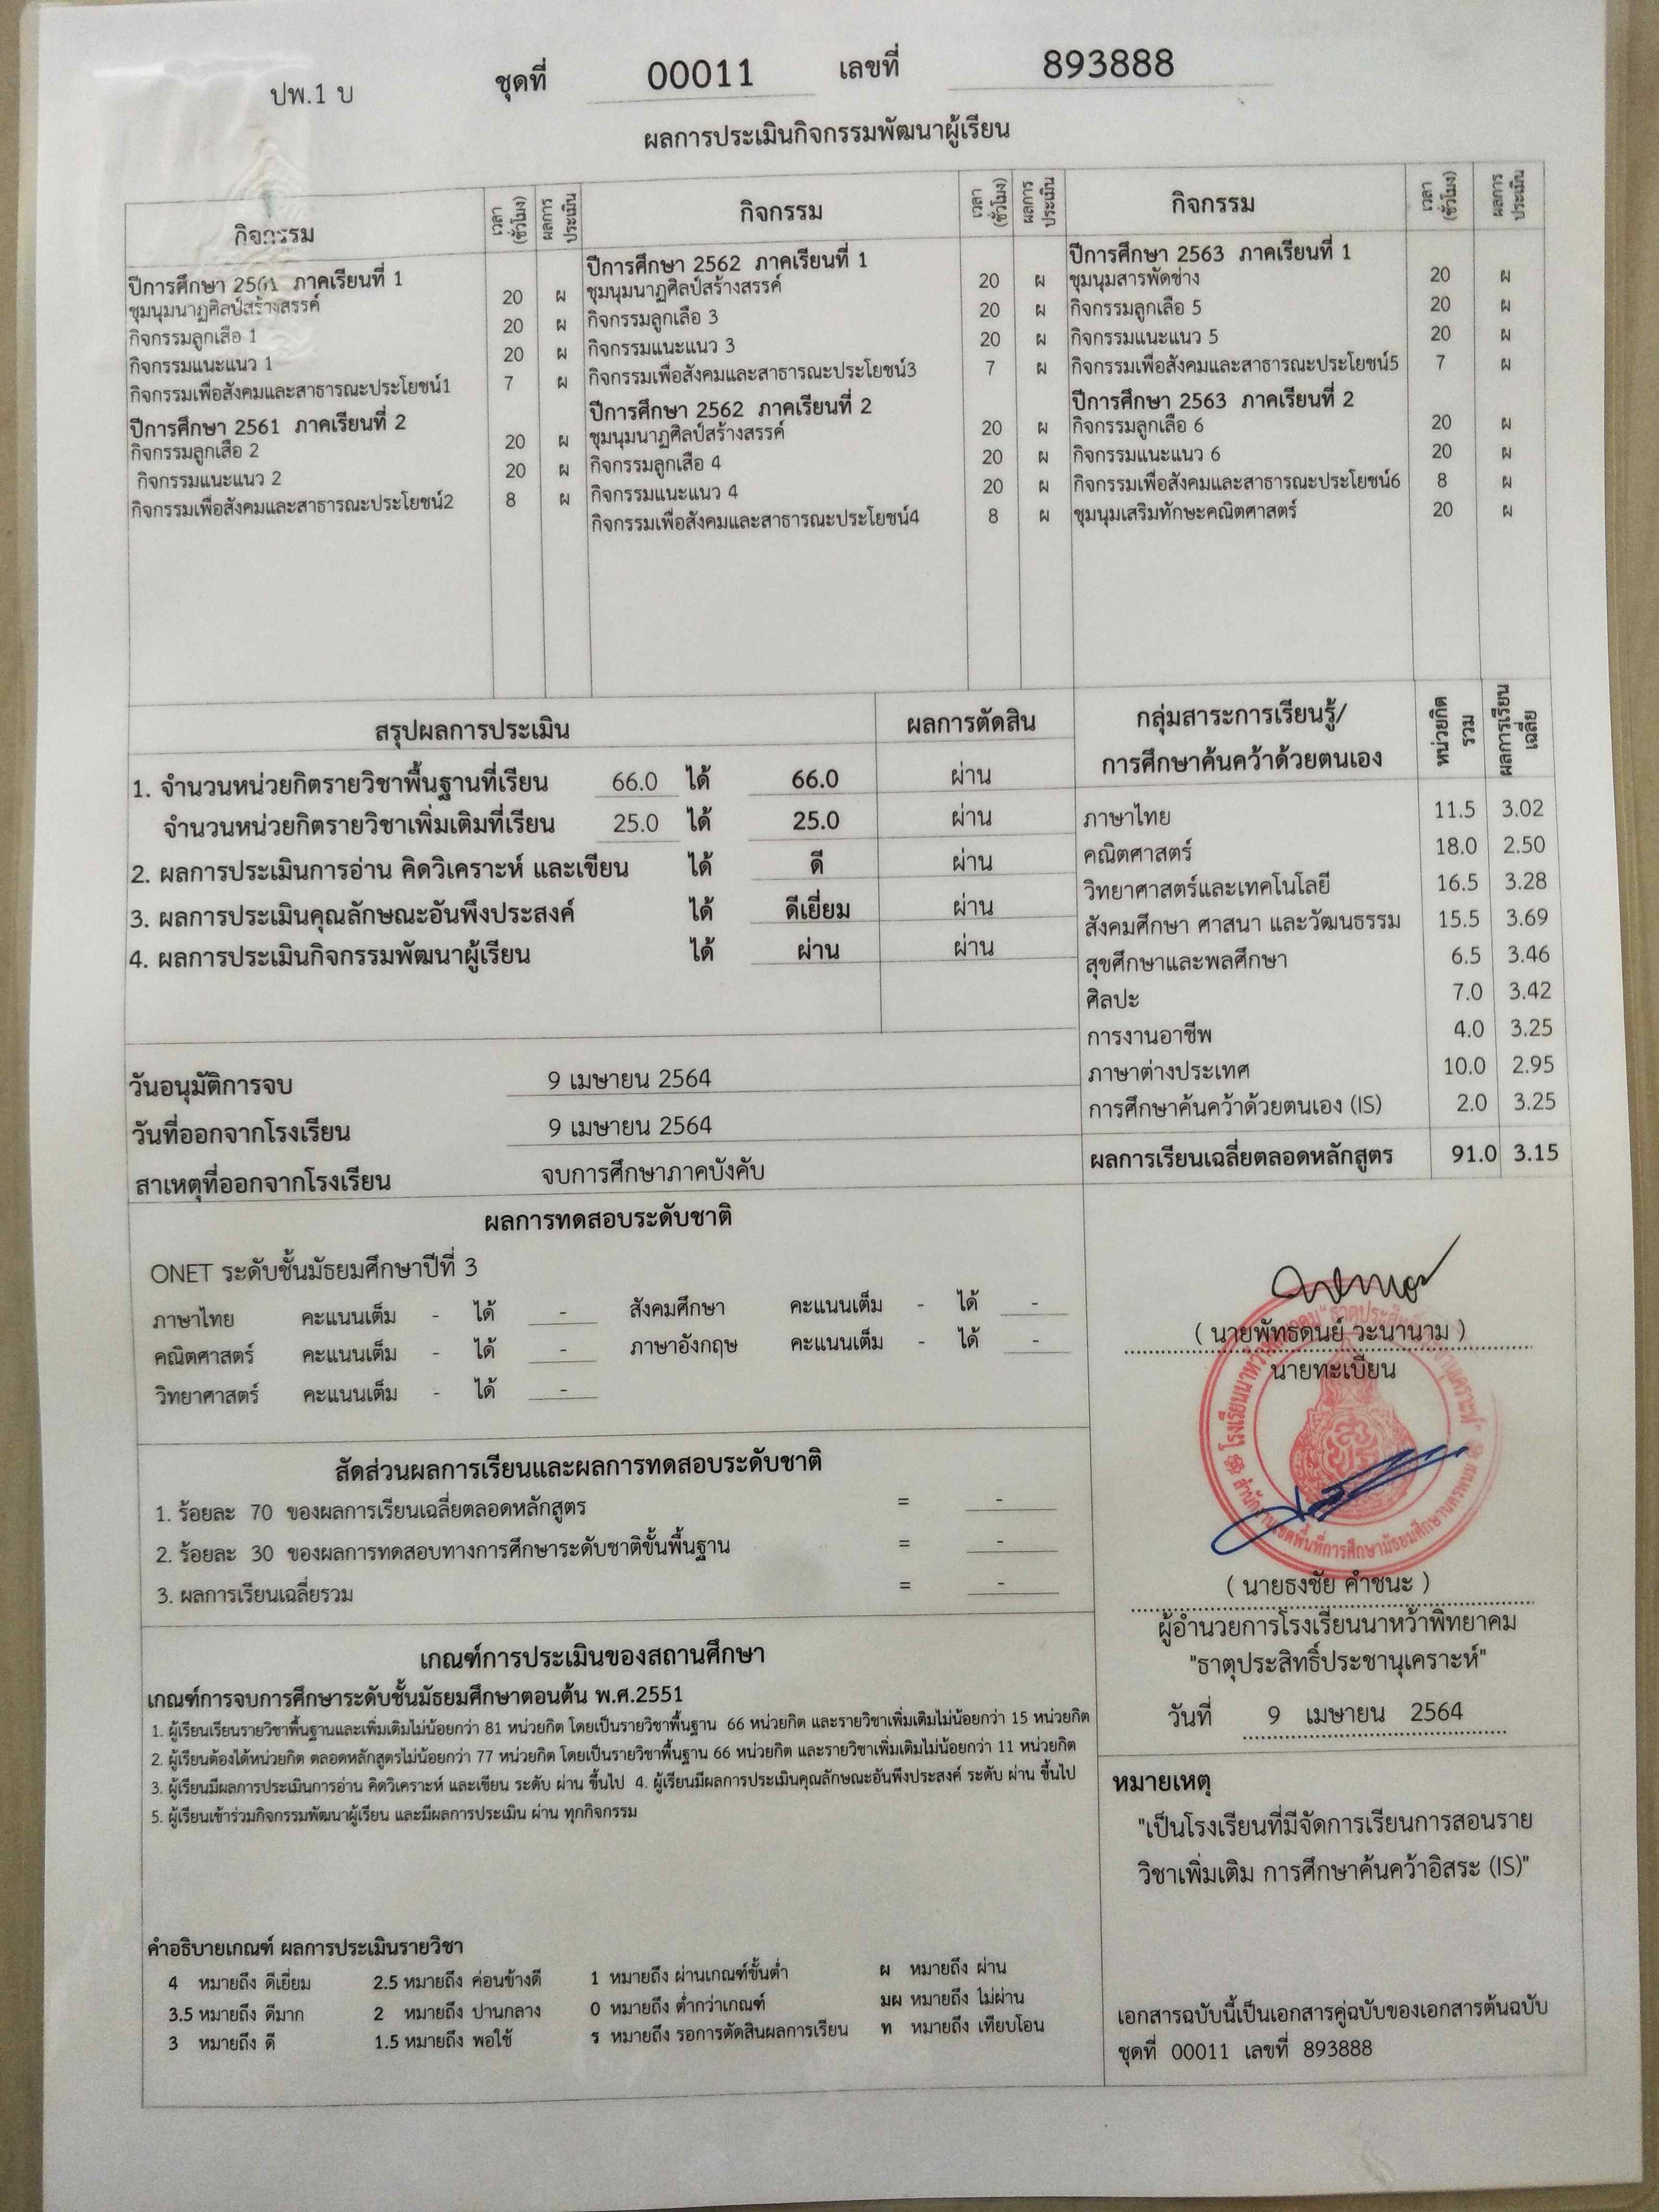 ปพ.1 บ ชุดที่ 00011 เลขที่ 893888
ผลการประเมินกิจกรรมพัฒนาผู้เรียน
กิจกรรม เวลา (ชั่วโมง) ผลการประเมิน กิจกรรม เวลา (ชั่วโมง) ผลการประเมิน กิจกรรม เวลา (ชั่วโมง) ผลการประเมิน
ปีการศึกษา 2561 ภาคเรียนที่ 1
ชุมนุมนาฏศิลป์สร้างสรรค์ 20 ผ
กิจกรรมลูกเสือ 1 20 ผ
กิจกรรมแนะแนว 1 20 ผ
กิจกรรมเพื่อสังคมและสาธารณะประโยชน์1 7 ผ
ปีการศึกษา 2561 ภาคเรียนที่ 2
กิจกรรมลูกเสือ 2 20 ผ
กิจกรรมแนะแนว 2 20 ผ
กิจกรรมเพื่อสังคมและสาธารณะประโยชน์2 8 ผ
ปีการศึกษา 2562 ภาคเรียนที่ 1
ชุมนุมนาฏศิลป์สร้างสรรค์ 20 ผ
กิจกรรมลูกเสือ 3 20 ผ
กิจกรรมแนะแนว 3 20 ผ
กิจกรรมเพื่อสังคมและสาธารณะประโยชน์3 7 ผ
ปีการศึกษา 2562 ภาคเรียนที่ 2
ชุมนุมนาฏศิลป์สร้างสรรค์ 20 ผ
กิจกรรมลูกเสือ 4 20 ผ
กิจกรรมแนะแนว 4 20 ผ
กิจกรรมเพื่อสังคมและสาธารณะประโยชน์4 8 ผ
ปีการศึกษา 2563 ภาคเรียนที่ 1
ชุมนุมสารพัดช่าง 20 ผ
กิจกรรมลูกเสือ 5 20 ผ
กิจกรรมแนะแนว 5 20 ผ
กิจกรรมเพื่อสังคมและสาธารณะประโยชน์5 7 ผ
ปีการศึกษา 2563 ภาคเรียนที่ 2
กิจกรรมลูกเสือ 6 20 ผ
กิจกรรมแนะแนว 6 20 ผ
กิจกรรมเพื่อสังคมและสาธารณะประโยชน์6 8 ผ
ชุมนุมเสริมทักษะคณิตศาสตร์ 20 ผ
สรุปผลการประเมิน ผลการตัดสิน
1. จำนวนหน่วยกิตรายวิชาพื้นฐานที่เรียน 66.0 ได้ 66.0 ผ่าน
จำนวนหน่วยกิตรายวิชาเพิ่มเติมที่เรียน 25.0 ได้ 25.0 ผ่าน
2. ผลการประเมินการอ่าน คิดวิเคราะห์ และเขียน ได้ ดี ผ่าน
3. ผลการประเมินคุณลักษณะอันพึงประสงค์ ได้ ดีเยี่ยม ผ่าน
4. ผลการประเมินกิจกรรมพัฒนาผู้เรียน ได้ ผ่าน ผ่าน
วันอนุมัติการจบ 9 เมษายน 2564
วันที่ออกจากโรงเรียน 9 เมษายน 2564
สาเหตุที่ออกจากโรงเรียน จบการศึกษาภาคบังคับ
กลุ่มสาระการเรียนรู้/ หน่วยกิตรวม ผลการเรียนเฉลี่ย
การศึกษาค้นคว้าด้วยตนเอง
ภาษาไทย 11.5 3.02
คณิตศาสตร์ 18.0 2.50
วิทยาศาสตร์และเทคโนโลยี 16.5 3.28
สังคมศึกษา ศาสนา และวัฒนธรรม 15.5 3.69
สุขศึกษาและพลศึกษา 6.5 3.46
ศิลปะ 7.0 3.42
การงานอาชีพ 4.0 3.25
ภาษาต่างประเทศ 10.0 2.95
การศึกษาค้นคว้าด้วยตนเอง (IS) 2.0 3.25
ผลการเรียนเฉลี่ยตลอดหลักสูตร 91.0 3.15
ผลการทดสอบระดับชาติ
ONET ระดับชั้นมัธยมศึกษาปีที่ 3
ภาษาไทย คะแนนเต็ม - ได้ - สังคมศึกษา คะแนนเต็ม - ได้ -
คณิตศาสตร์ คะแนนเต็ม - ได้ - ภาษาอังกฤษ คะแนนเต็ม - ได้ -
วิทยาศาสตร์ คะแนนเต็ม - ได้ -
สัดส่วนผลการเรียนและผลการทดสอบระดับชาติ
1. ร้อยละ 70 ของผลการเรียนเฉลี่ยตลอดหลักสูตร = -
2. ร้อยละ 30 ของผลการทดสอบทางการศึกษาระดับชาติขั้นพื้นฐาน = -
3. ผลการเรียนเฉลี่ยรวม = -
เกณฑ์การประเมินของสถานศึกษา
เกณฑ์การจบการศึกษาระดับชั้นมัธยมศึกษาตอนต้น พ.ศ.2551
1. ผู้เรียนเรียนรายวิชาพื้นฐานและเพิ่มเติมไม่น้อยกว่า 81 หน่วยกิต โดยเป็นรายวิชาพื้นฐาน 66 หน่วยกิต และรายวิชาเพิ่มเติมไม่น้อยกว่า 15 หน่วยกิต
2. ผู้เรียนต้องได้หน่วยกิต ตลอดหลักสูตรไม่น้อยกว่า 77 หน่วยกิต โดยเป็นรายวิชาพื้นฐาน 66 หน่วยกิต และรายวิชาเพิ่มเติมไม่น้อยกว่า 11 หน่วยกิต
3. ผู้เรียนมีผลการประเมินการอ่าน คิดวิเคราะห์ และเขียน ระดับ ผ่าน ขึ้นไป 4. ผู้เรียนมีผลการประเมินคุณลักษณะอันพึงประสงค์ ระดับ ผ่าน ขึ้นไป
5. ผู้เรียนเข้าร่วมกิจกรรมพัฒนาผู้เรียน และมีผลการประเมิน ผ่าน ทุกกิจกรรม
คำอธิบายเกณฑ์ ผลการประเมินรายวิชา
4 หมายถึง ดีเยี่ยม 2.5 หมายถึง ค่อนข้างดี 1 หมายถึง ผ่านเกณฑ์ขั้นต่ำ ผ หมายถึง ผ่าน
3.5 หมายถึง ดีมาก 2 หมายถึง ปานกลาง 0 หมายถึง ต่ำกว่าเกณฑ์ มผ หมายถึง ไม่ผ่าน
3 หมายถึง ดี 1.5 หมายถึง พอใช้ ร หมายถึง รอการตัดสินผลการเรียน ท หมายถึง เทียบโอน
( นายพัทธดนย์ วะนานาม )
นายทะเบียน
( นายธงชัย คำชนะ )
ผู้อำนวยการโรงเรียนนาหว้าพิทยาคม
"ธาตุประสิทธิ์ประชานุเคราะห์"
วันที่ 9 เมษายน 2564
หมายเหตุ
"เป็นโรงเรียนที่มีจัดการเรียนการสอนราย
วิชาเพิ่มเติม การศึกษาค้นคว้าอิสระ (IS)"
เอกสารฉบับนี้เป็นเอกสารคู่ฉบับของเอกสารต้นฉบับ
ชุดที่ 00011 เลขที่ 893888